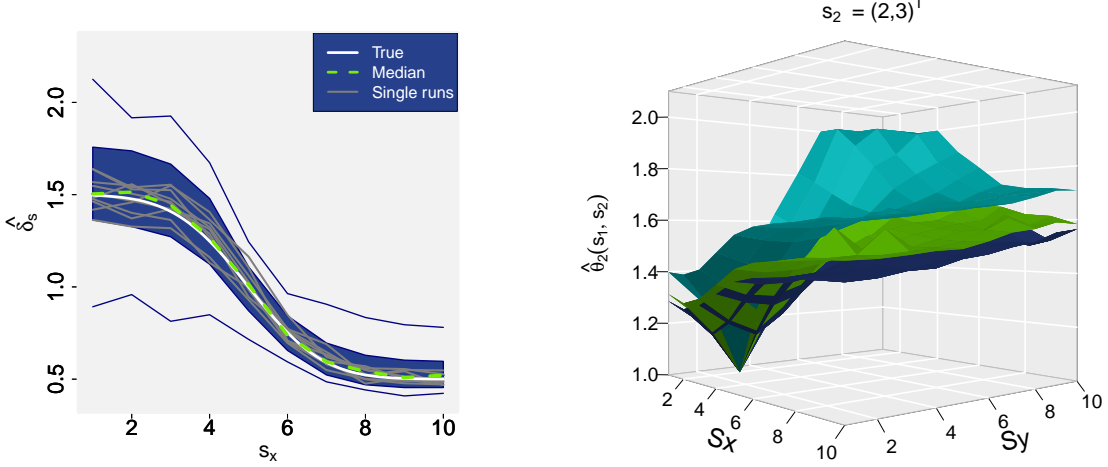 True
Median
Single runs
2.0
1.5
1.0
0.5
δ̂s
2 4 6 8 10
sx
s2 = (2,3)T
2.0
1.8
1.6
1.4
1.2
1.0
θ̂2(s1, s2)
2 4 6 8 10
Sx
2 4 6 8 10
Sy